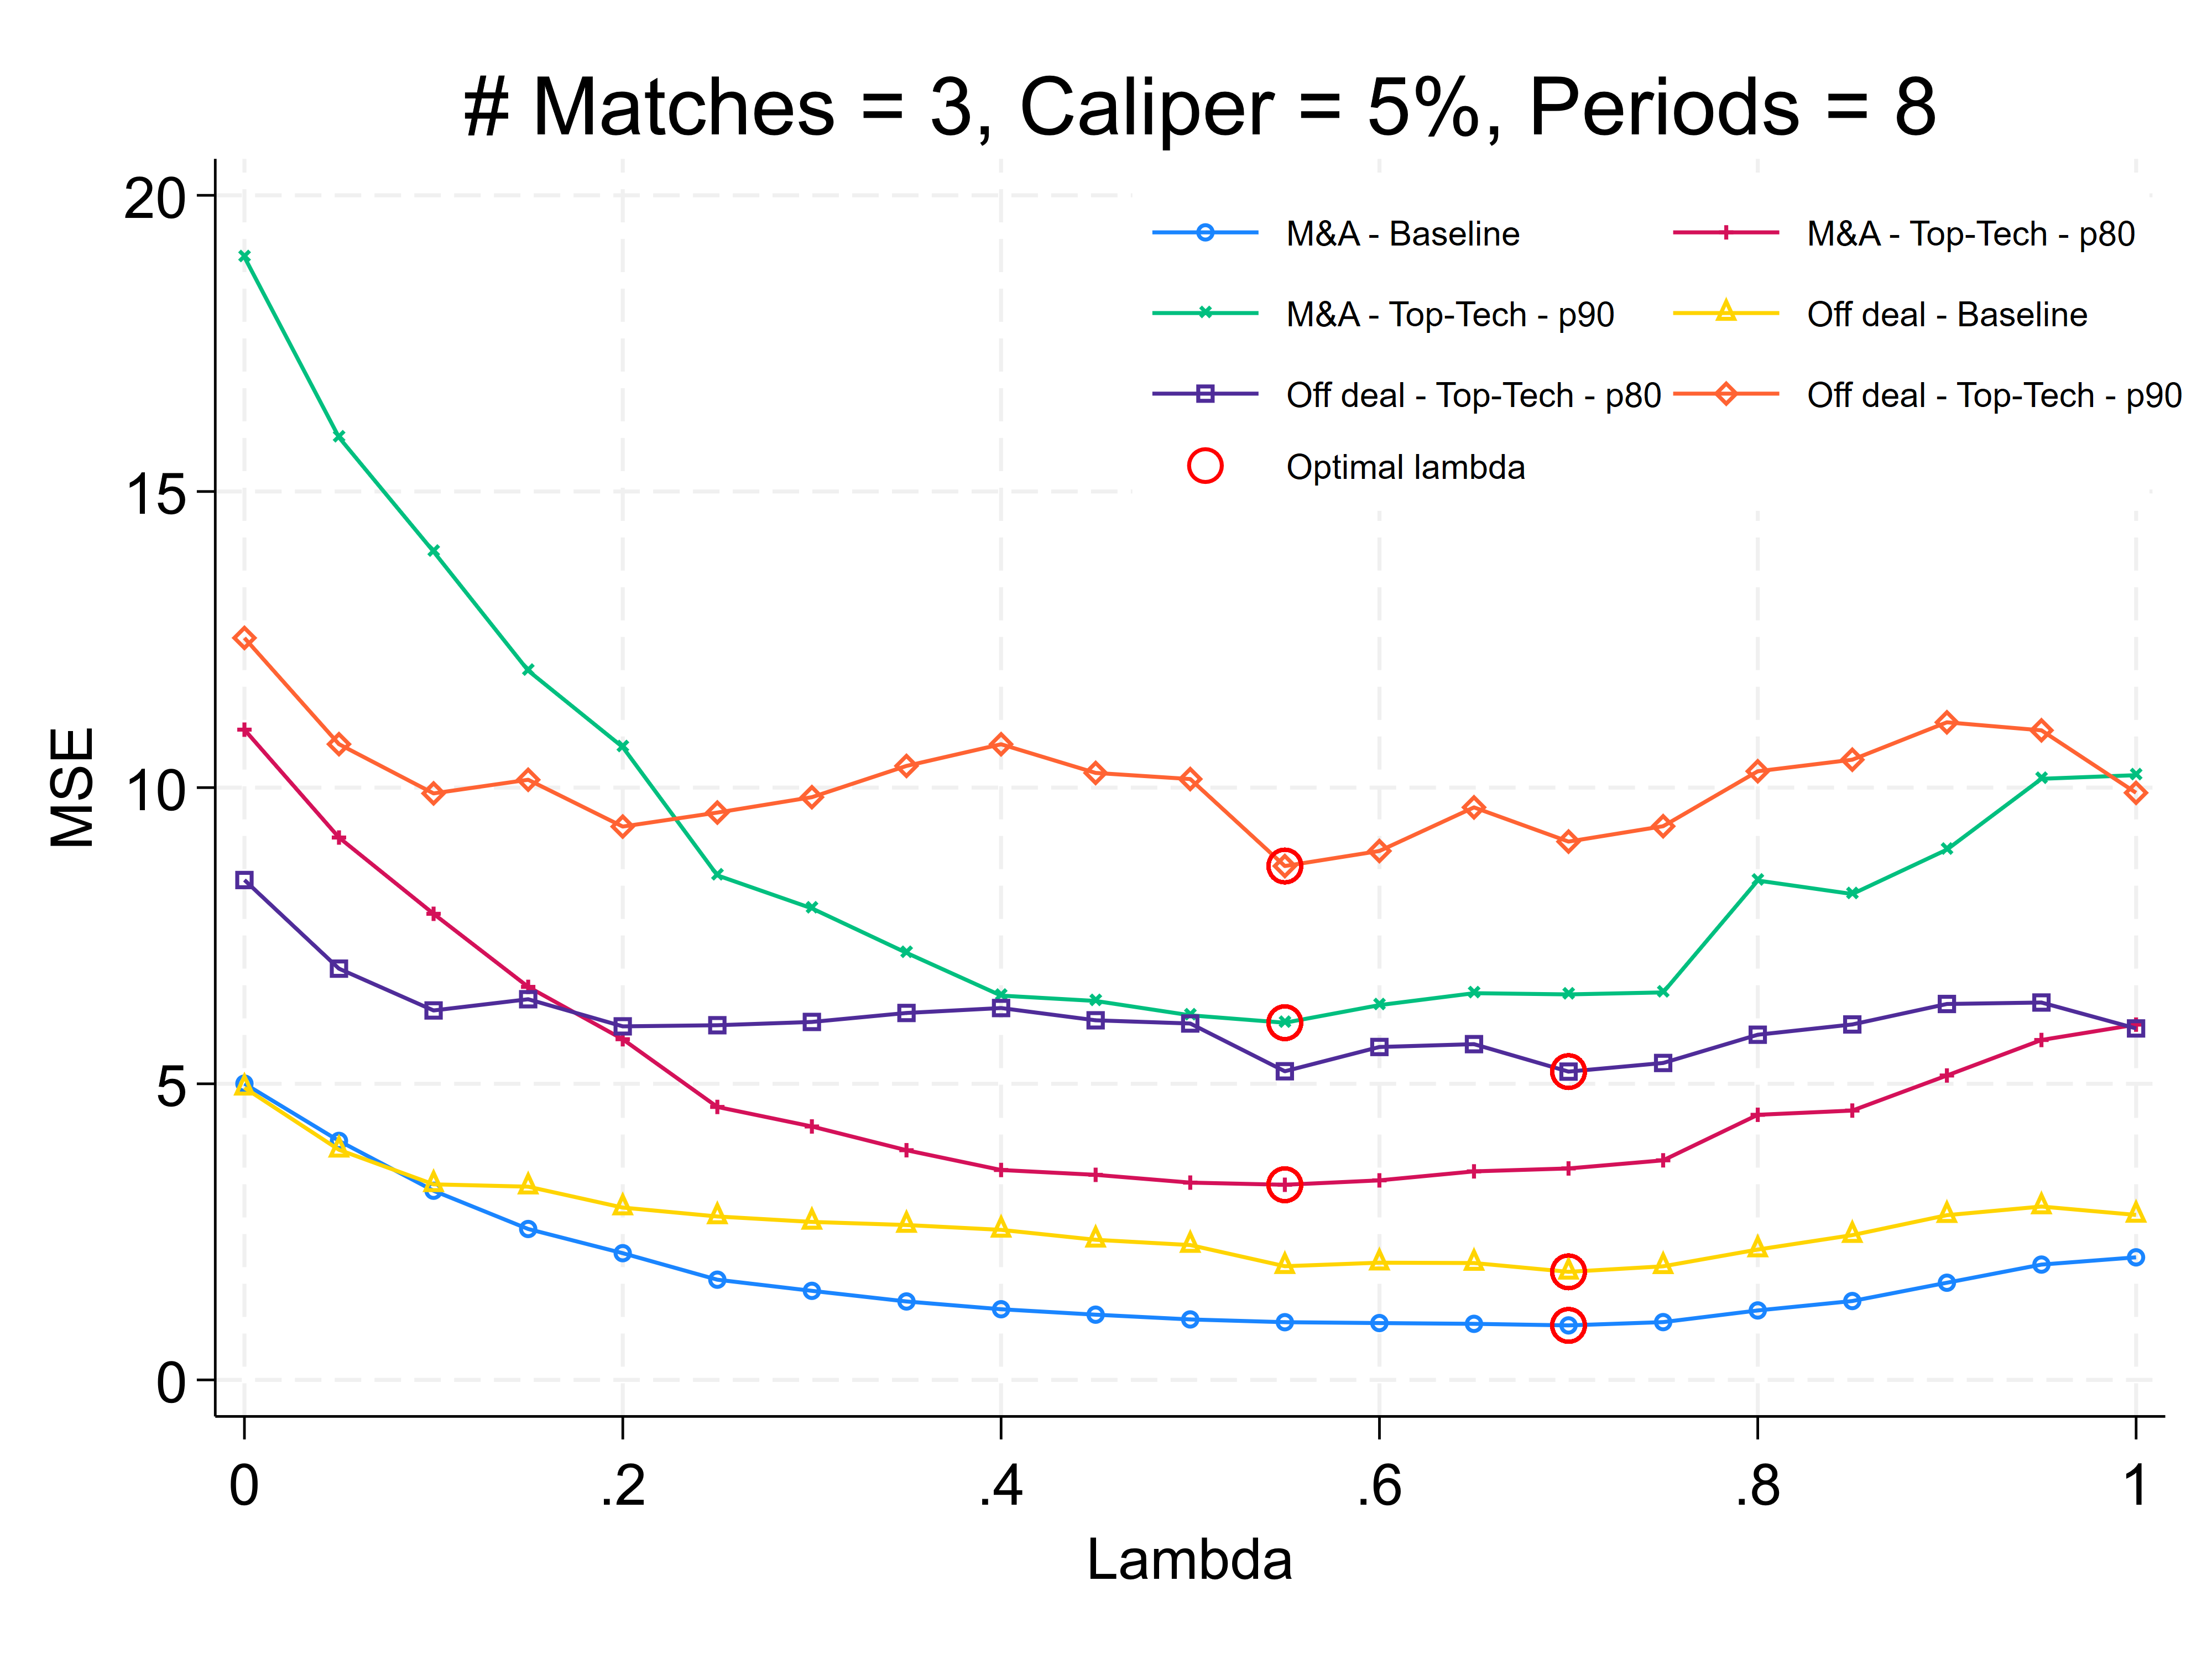 # Matches = 3, Caliper = 5%, Periods = 8
20
15
10
5
0
MSE
M&A - Baseline
M&A - Top-Tech - p80
M&A - Top-Tech - p90
Off deal - Baseline
Off deal - Top-Tech - p80
Off deal - Top-Tech - p90
Optimal lambda
0 .2 .4 .6 .8 1
Lambda